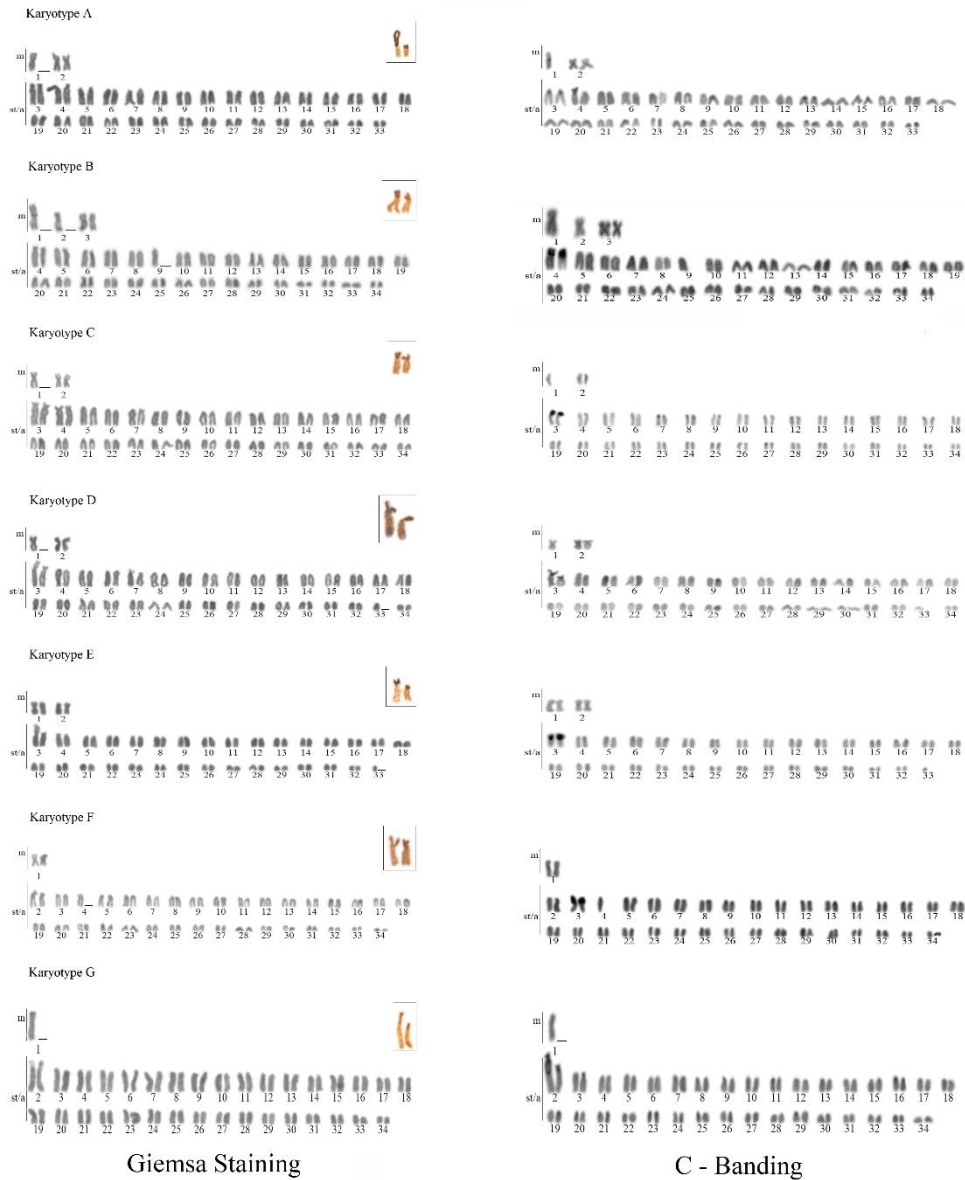 Karyotype A
m
1 2
3 4 5 6 7 8 9 10 11 12 13 14 15 16 17 18
st/a
19 20 21 22 23 24 25 26 27 28 29 30 31 32 33
m
1 2
3 4 5 6 7 8 9 10 11 12 13 14 15 16 17 18
st/a
19 20 21 22 23 24 25 26 27 28 29 30 31 32 33
Karyotype B
m
1 2 3
4 5 6 7 8 9 10 11 12 13 14 15 16 17 18 19
st/a
20 21 22 23 24 25 26 27 28 29 30 31 32 33 34
m
1 2 3
4 5 6 7 8 9 10 11 12 13 14 15 16 17 18 19
st/a
20 21 22 23 24 25 26 27 28 29 30 31 32 33 34
Karyotype C
m
1 2
3 4 5 6 7 8 9 10 11 12 13 14 15 16 17 18
st/a
19 20 21 22 23 24 25 26 27 28 29 30 31 32 33 34
m
1 2
3 4 5 6 7 8 9 10 11 12 13 14 15 16 17 18
st/a
19 20 21 22 23 24 25 26 27 28 29 30 31 32 33 34
Karyotype D
m
1 2
3 4 5 6 7 8 9 10 11 12 13 14 15 16 17 18
st/a
19 20 21 22 23 24 25 26 27 28 29 30 31 32 33 34
m
1 2
3 4 5 6 7 8 9 10 11 12 13 14 15 16 17 18
st/a
19 20 21 22 23 24 25 26 27 28 29 30 31 32 33 34
Karyotype E
m
1 2
3 4 5 6 7 8 9 10 11 12 13 14 15 16 17 18
st/a
19 20 21 22 23 24 25 26 27 28 29 30 31 32 33
m
1 2
3 4 5 6 7 8 9 10 11 12 13 14 15 16 17 18
st/a
19 20 21 22 23 24 25 26 27 28 29 30 31 32 33
Karyotype F
m
1
2 3 4 5 6 7 8 9 10 11 12 13 14 15 16 17 18
st/a
19 20 21 22 23 24 25 26 27 28 29 30 31 32 33 34
m
1
2 3 4 5 6 7 8 9 10 11 12 13 14 15 16 17 18
st/a
19 20 21 22 23 24 25 26 27 28 29 30 31 32 33 34
Karyotype G
m
1
2 3 4 5 6 7 8 9 10 11 12 13 14 15 16 17 18
st/a
19 20 21 22 23 24 25 26 27 28 29 30 31 32 33 34
m
1
2 3 4 5 6 7 8 9 10 11 12 13 14 15 16 17 18
st/a
19 20 21 22 23 24 25 26 27 28 29 30 31 32 33 34
Giemsa Staining
C - Banding